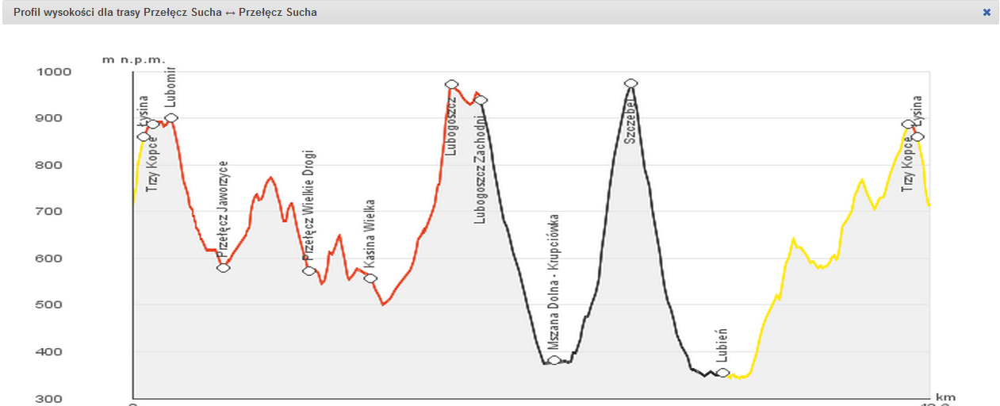 Profil wysokości dla trasy Przełęcz Sucha ↔ Przełęcz Sucha
m n.p.m.
1000
900
800
700
600
500
400
300
Łysina
Trzy Kopce
Lubomir
Przełęcz Jaworzyce
Przełęcz Wielkie Drogi
Kasina Wielka
Lubogoszcz
Lubogoszcz Zachodni
Mszana Dolna - Krupciówka
Szczebel
Lubień
Trzy Kopce
Łysina
km